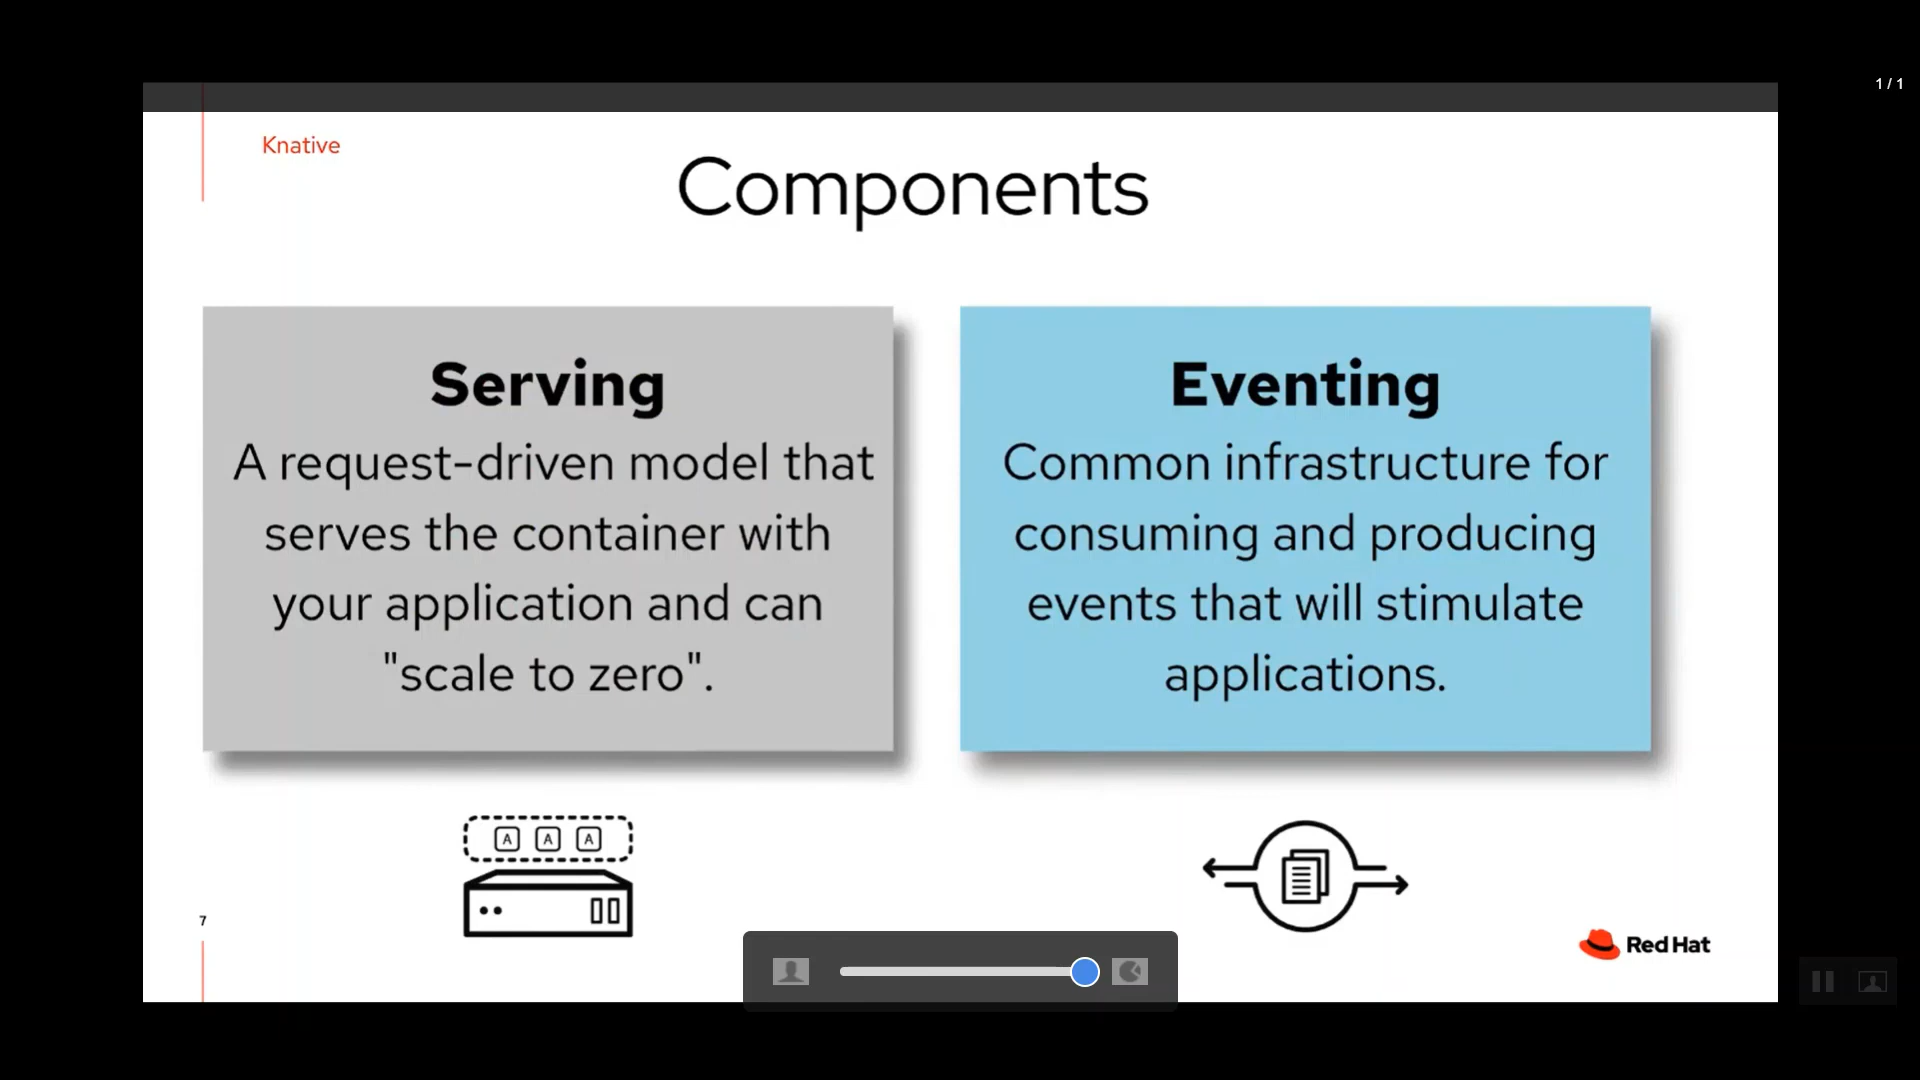 1 / 1
Knative
Components
Serving
A request-driven model that
serves the container with
your application and can
"scale to zero".
Eventing
Common infrastructure for
consuming and producing
events that will stimulate
applications.
A A A
7
Red Hat